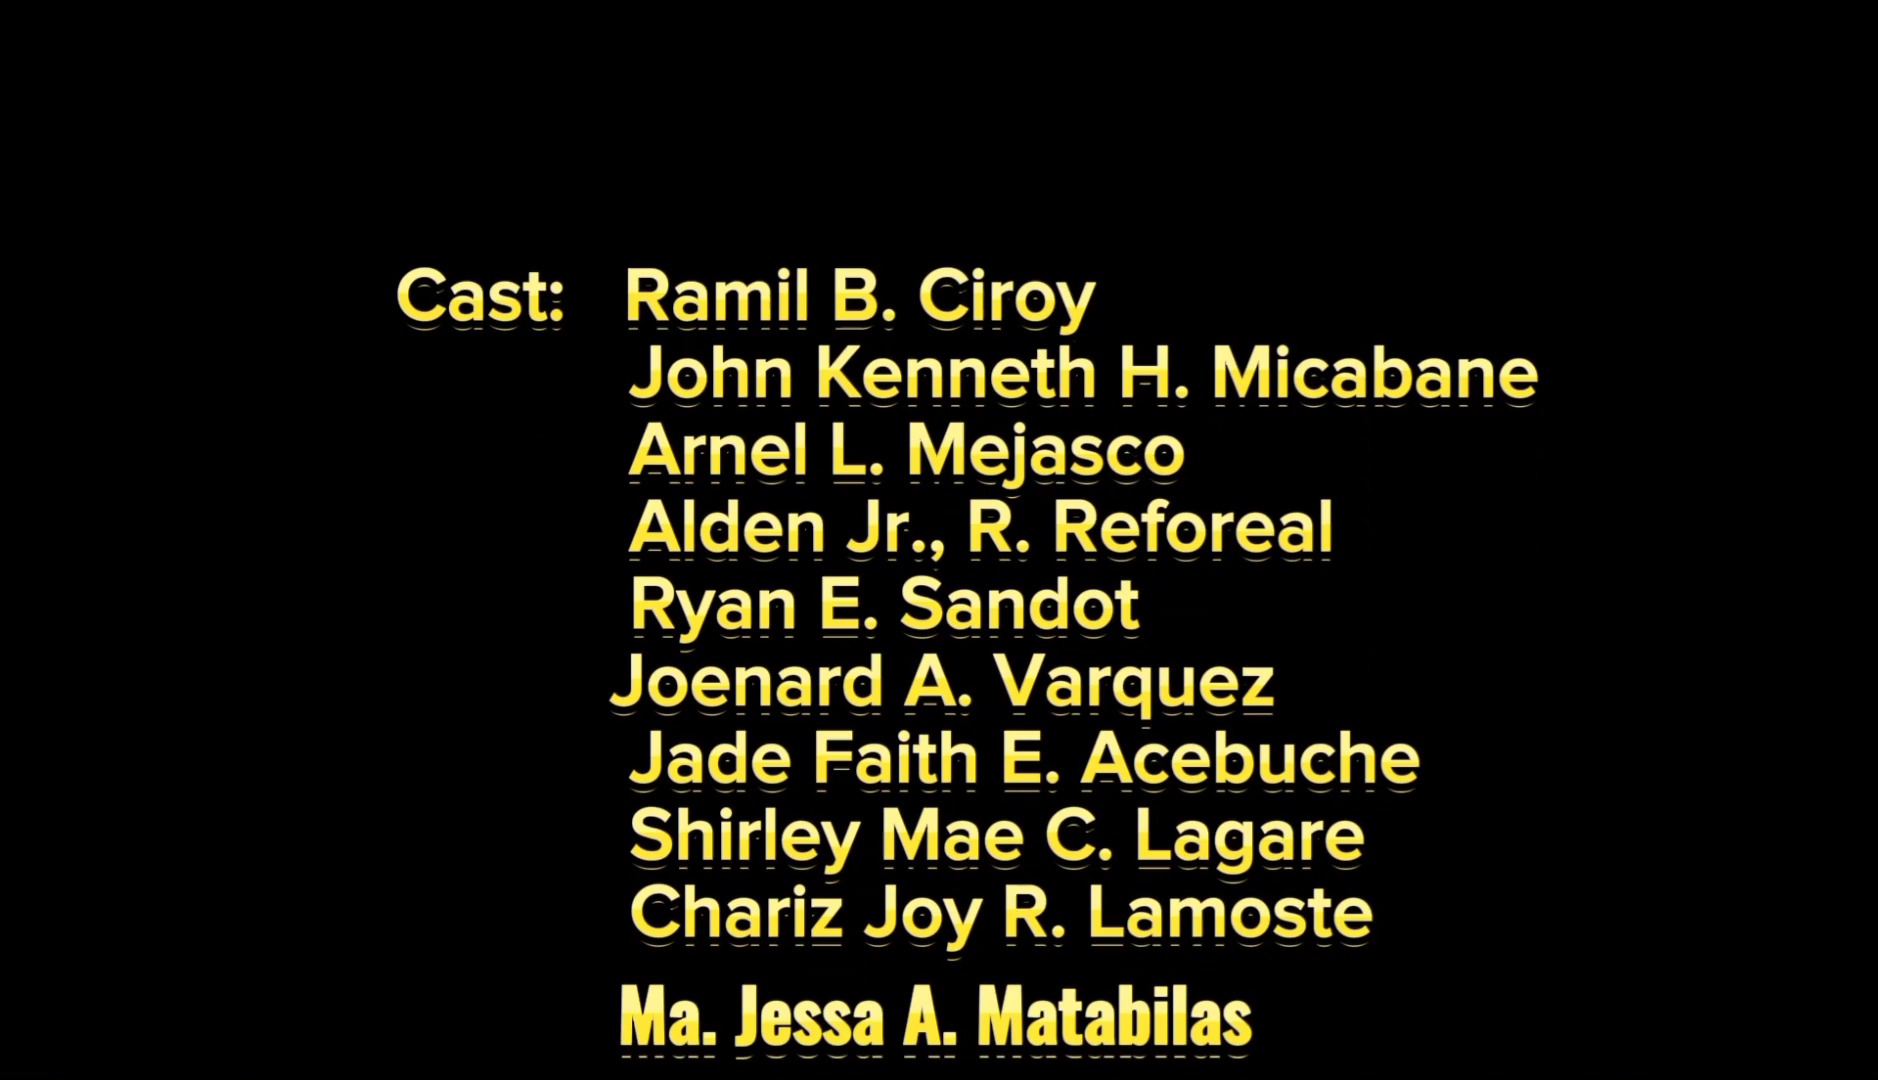 Cast: Ramil B. Ciroy
John Kenneth H. Micabane
Arnel L. Mejasco
Alden Jr., R. Reforeal
Ryan E. Sandot
Joenard A. Varquez
Jade Faith E. Acebuche
Shirley Mae C. Lagare
Chariz Joy R. Lamoste
Ma. Jessa A. Matabilas